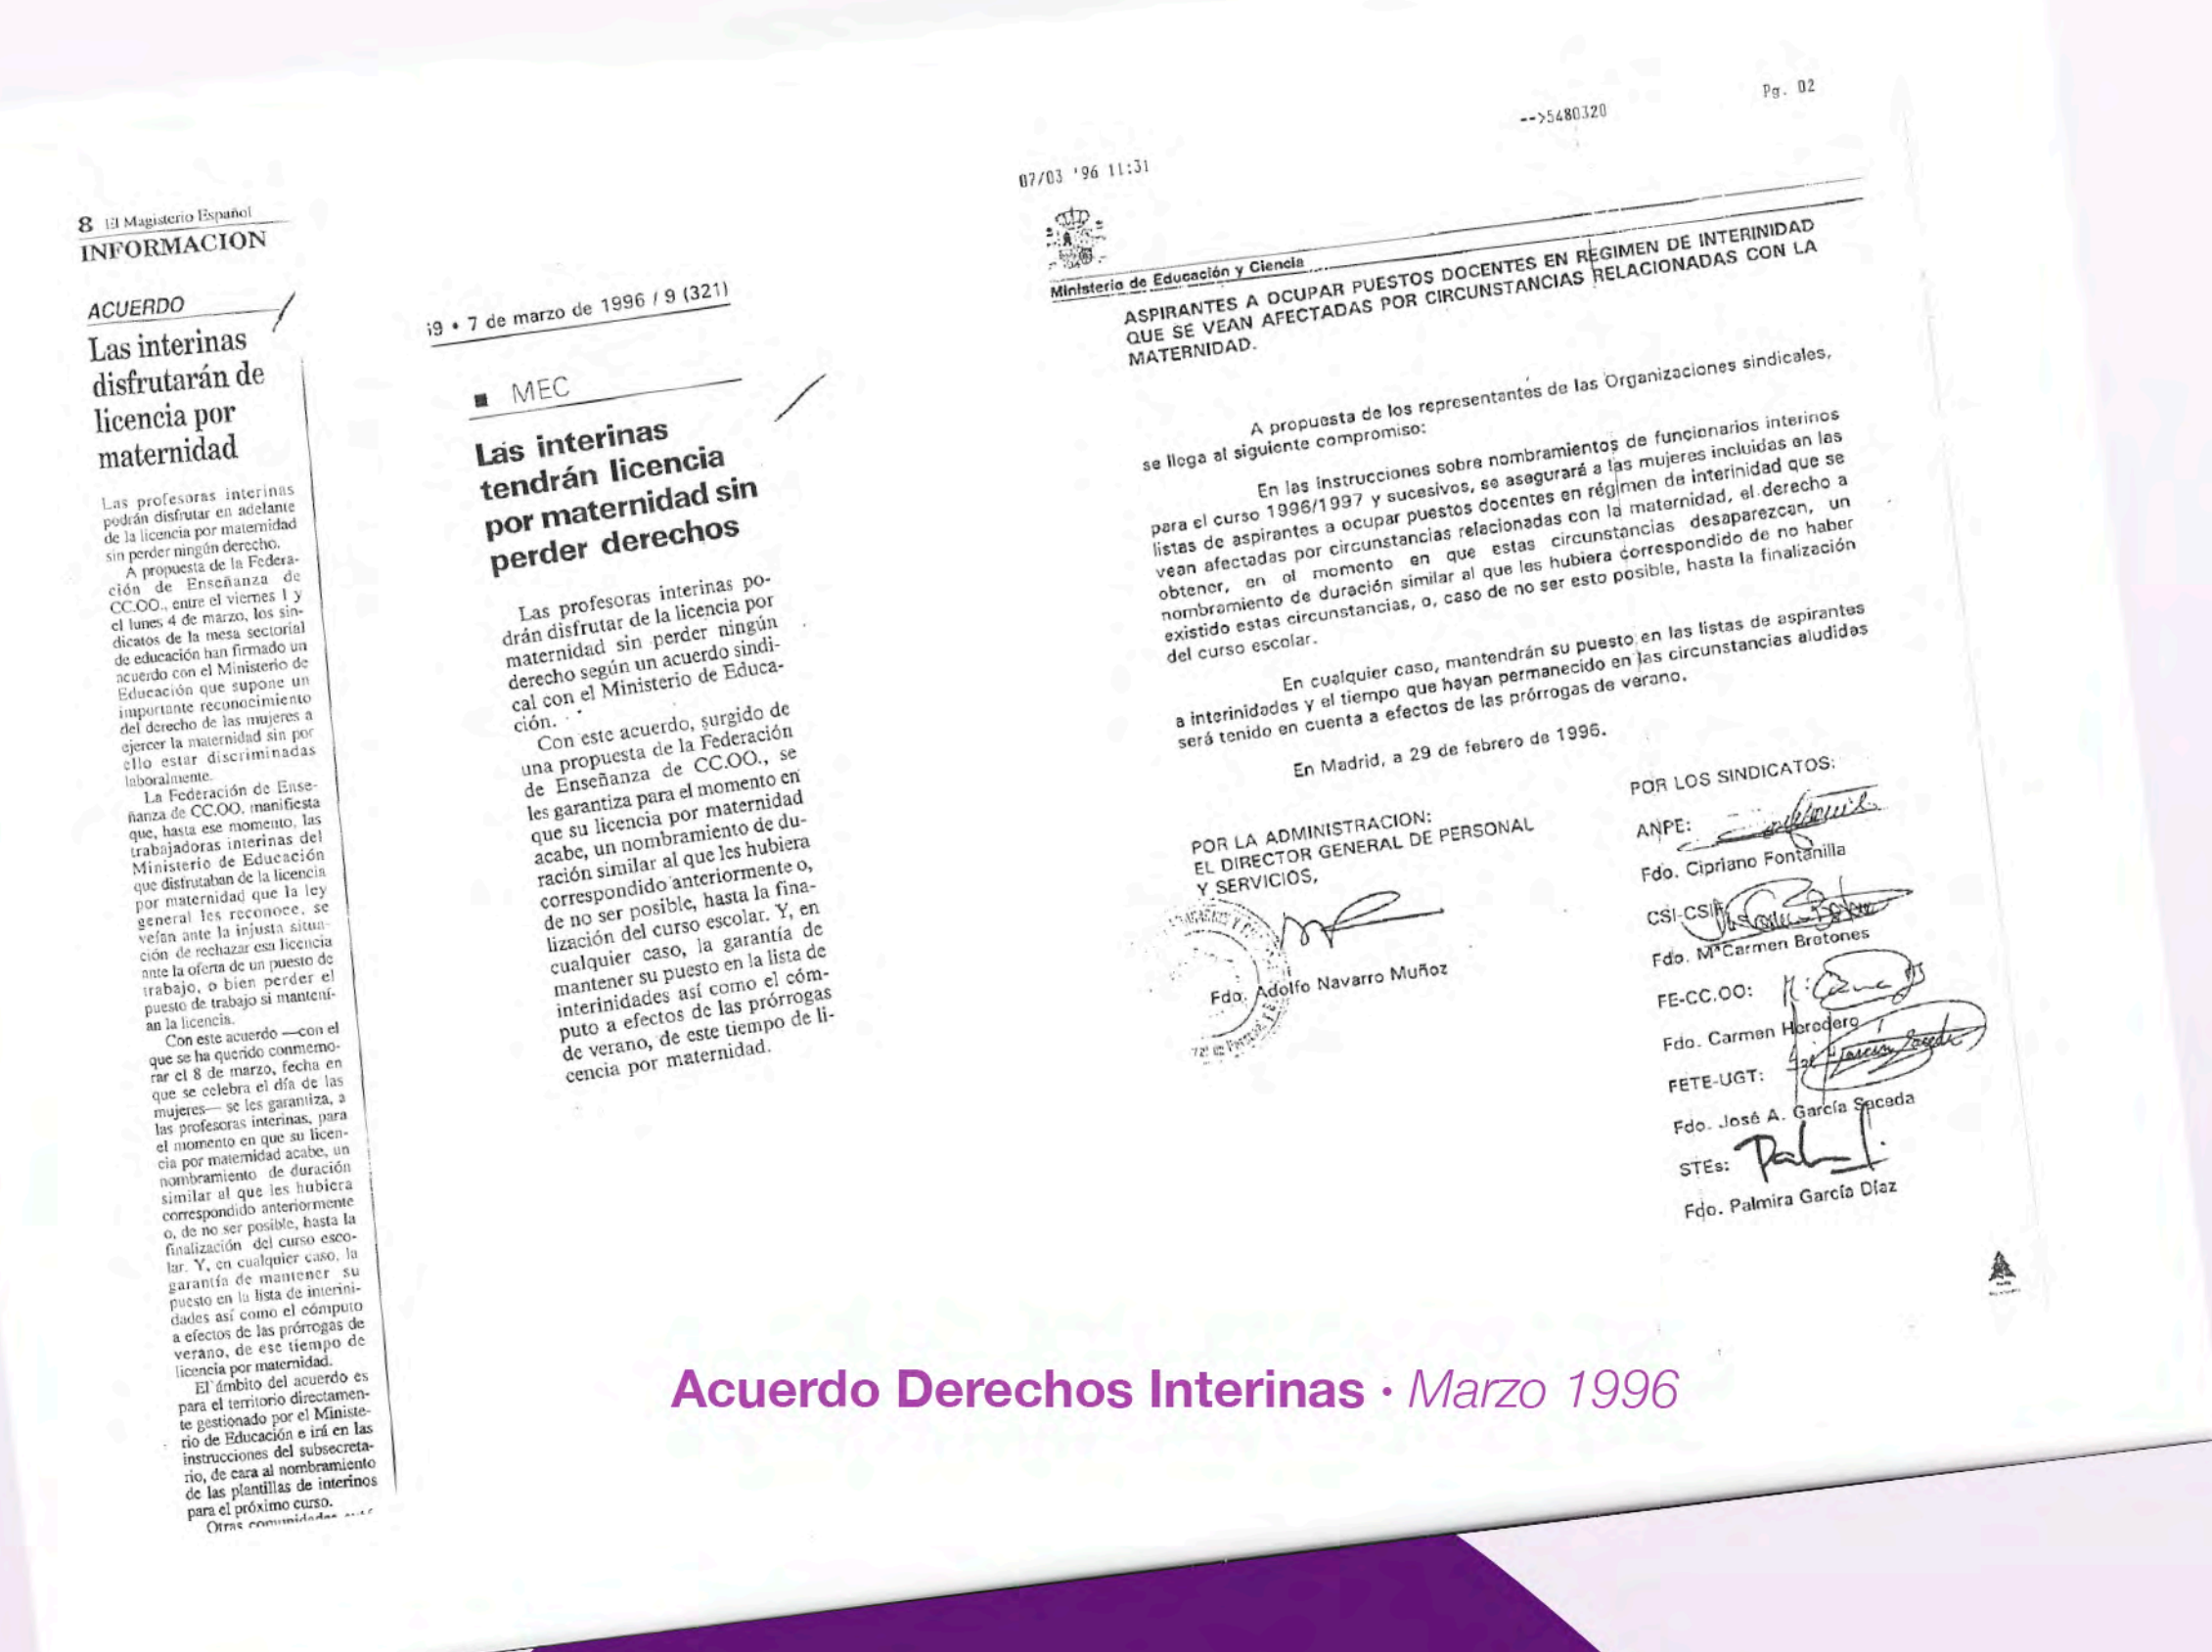 8 El Magisterio Español
INFORMACION
ACUERDO
Las interinas
disfrutarán de
licencia por
maternidad
Las profesoras interinas
podrán disfrutar en adelante
de la licencia por maternidad
sin perder ningún derecho.
A propuesta de la Federa-
ción de Enseñanza de
CC.OO., entre el viernes 1 y
el lunes 4 de marzo, los sin-
dicatos de la mesa sectorial
de educación han firmado un
acuerdo con el Ministerio de
Educación que supone un
importante reconocimiento
del derecho de las mujeres a
ejercer la maternidad sin por
ello estar discriminadas
laboralmente.
La Federación de Ense-
ñanza de CC.OO. manifiesta
que, hasta ese momento, las
trabajadoras interinas del
Ministerio de Educación
que disfrutaban de la licencia
por maternidad que la ley
general les reconoce, se
veían ante la injusta situa-
ción de rechazar esa licencia
ante la oferta de un puesto de
trabajo, o bien perder el
puesto de trabajo si mantení-
an la licencia.
Con este acuerdo —con el
que se ha querido conmemo-
rar el 8 de marzo, fecha en
que se celebra el día de las
mujeres— se les garantiza, a
las profesoras interinas, para
el momento en que su licen-
cia por maternidad acabe, un
nombramiento de duración
similar al que les hubiera
correspondido anteriormente
o, de no ser posible, hasta la
finalización del curso esco-
lar. Y, en cualquier caso, la
garantía de mantener su
puesto en la lista de interini-
dades así como el cómputo
a efectos de las prórrogas de
verano, de ese tiempo de
licencia por maternidad.
El ámbito del acuerdo es
para el territorio directamen-
te gestionado por el Ministe-
rio de Educación e irá en las
instrucciones del subsecreta-
rio, de cara al nombramiento
de las plantillas de interinos
para el próximo curso.
Otras comunidades
69 • 7 de marzo de 1996 / 9 (321)
■ MEC
Las interinas
tendrán licencia
por maternidad sin
perder derechos
Las profesoras interinas po-
drán disfrutar de la licencia por
maternidad sin perder ningún
derecho según un acuerdo sindi-
cal con el Ministerio de Educa-
ción.
Con este acuerdo, surgido de
una propuesta de la Federación
de Enseñanza de CC.OO., se
les garantiza para el momento en
que su licencia por maternidad
acabe, un nombramiento de du-
ración similar al que les hubiera
correspondido anteriormente o,
de no ser posible, hasta la fina-
lización del curso escolar. Y, en
cualquier caso, la garantía de
mantener su puesto en la lista de
interinidades así como el cóm-
puto a efectos de las prórrogas
de verano, de este tiempo de li-
cencia por maternidad.
07/03 '96 11:31
-->5480320
Pg. 02
Ministerio de Educación y Ciencia
ASPIRANTES A OCUPAR PUESTOS DOCENTES EN RÉGIMEN DE INTERINIDAD
QUE SE VEAN AFECTADAS POR CIRCUNSTANCIAS RELACIONADAS CON LA
MATERNIDAD.
A propuesta de los representantes de las Organizaciones sindicales,
se llega al siguiente compromiso:
En las instrucciones sobre nombramientos de funcionarios interinos
para el curso 1996/1997 y sucesivos, se asegurará a las mujeres incluidas en las
listas de aspirantes a ocupar puestos docentes en régimen de interinidad que se
vean afectadas por circunstancias relacionadas con la maternidad, el derecho a
obtener, en el momento en que estas circunstancias desaparezcan, un
nombramiento de duración similar al que les hubiera correspondido de no haber
existido estas circunstancias, o, caso de no ser esto posible, hasta la finalización
del curso escolar.
En cualquier caso, mantendrán su puesto en las listas de aspirantes
a interinidades y el tiempo que hayan permanecido en las circunstancias aludidas
será tenido en cuenta a efectos de las prórrogas de verano.
En Madrid, a 29 de febrero de 1996.
POR LA ADMINISTRACION:
EL DIRECTOR GENERAL DE PERSONAL
Y SERVICIOS,
Fdo. Adolfo Navarro Muñoz
POR LOS SINDICATOS:
ANPE:
Fdo. Cipriano Fontanilla
CSI-CSIF
Fdo. MªCarmen Bretones
FE-CC.OO:
Fdo. Carmen Heredero
FETE-UGT:
Fdo. José A. García Saceda
STEs:
Fdo. Palmira García Díaz
Acuerdo Derechos Interinas · Marzo 1996